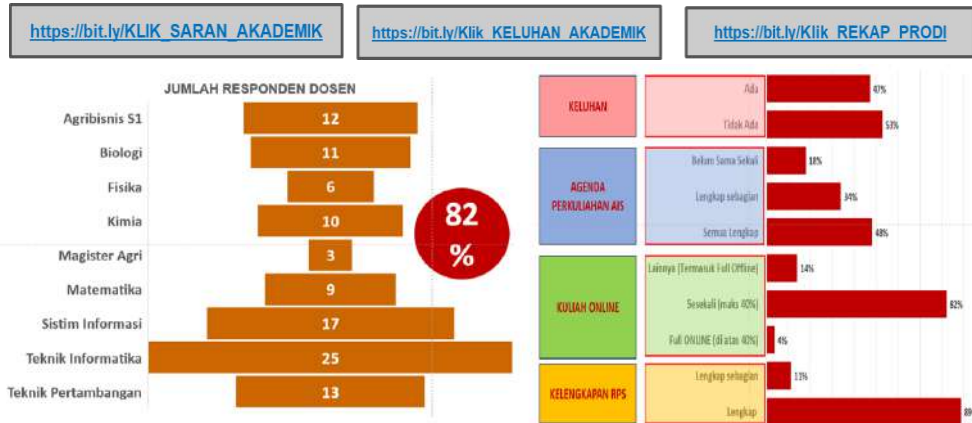 https://bit.ly/KLIK_SARAN_AKADEMIK
https://bit.ly/Klik_KELUHAN_AKADEMIK
https://bit.ly/Klik_REKAP_PRODI
JUMLAH RESPONDEN DOSEN
Agribisnis S1 12
Biologi 11
Fisika 6
Kimia 10
Magister Agri 3
Matematika 9
Sistim Informasi 17
Teknik Informatika 25
Teknik Pertambangan 13
82
%
KELUHAN
Ada 47%
Tidak Ada 53%
AGENDA
PERKULIAHAN AIS
Belum Sama Sekali 18%
Lengkap sebagian 34%
Semua Lengkap 48%
KULIAH ONLINE
Lainnya (Termasuk Full Offline) 14%
Sesekali (maks 40%) 82%
Full ONLINE (di atas 40%) 4%
KELENGKAPAN RPS
Lengkap sebagian 11%
Lengkap